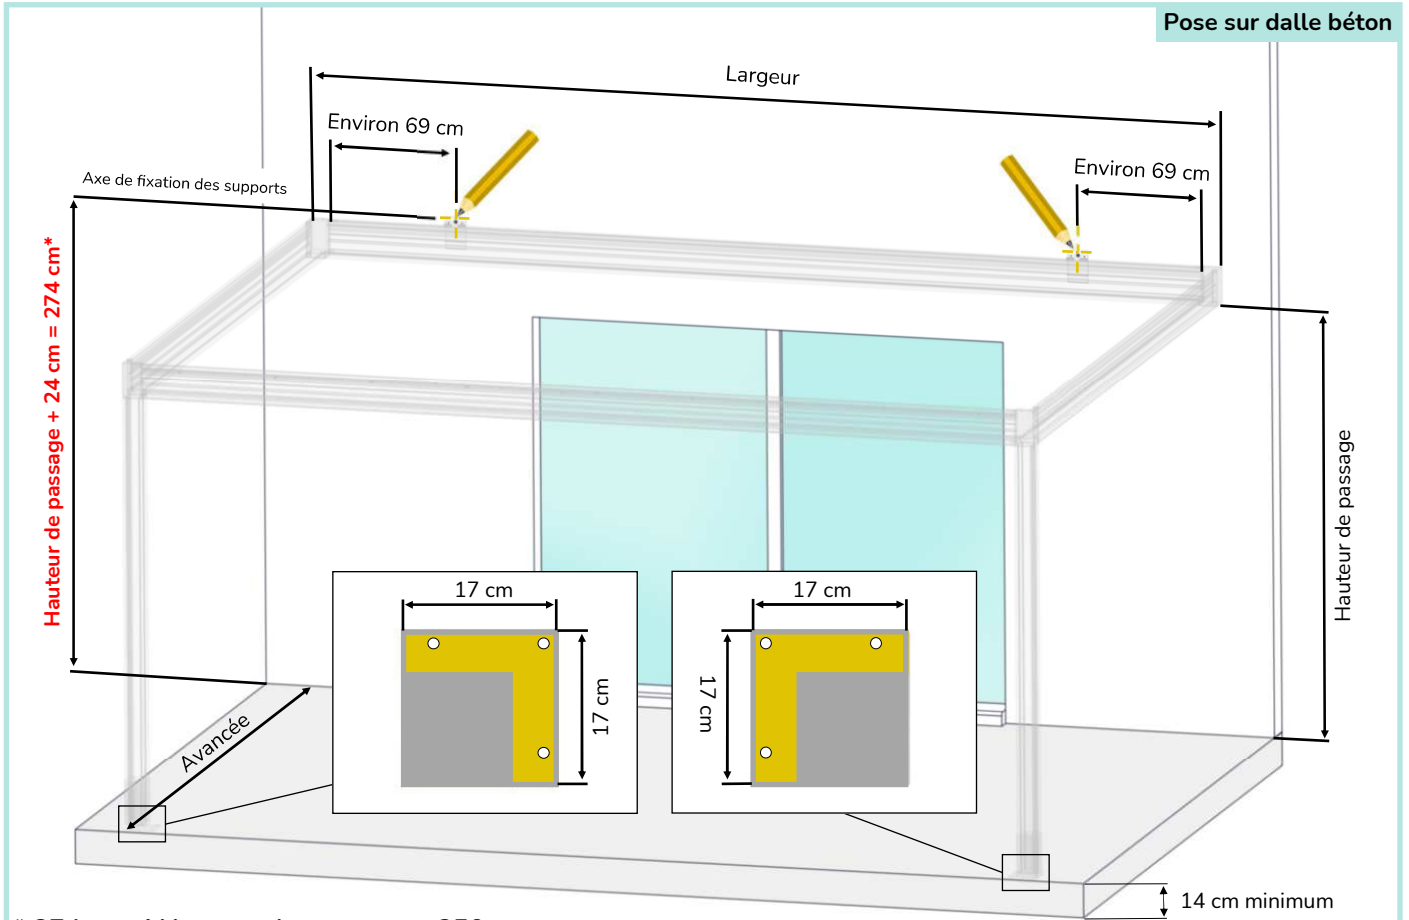 Pose sur dalle béton
Largeur
Environ 69 cm
Environ 69 cm
Axe de fixation des supports
Hauteur de passage + 24 cm = 274 cm*
Hauteur de passage
17 cm
17 cm
17 cm
17 cm
Avancée
14 cm minimum